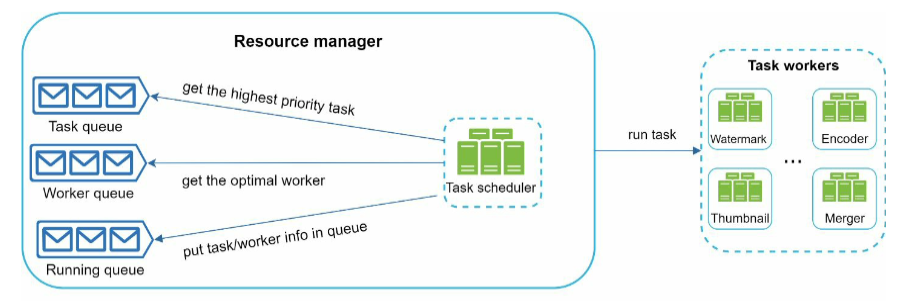 Resource manager
get the highest priority task
Task queue
get the optimal worker
Worker queue
put task/worker info in queue
Running queue
Task scheduler
run task
Task workers
Watermark
Encoder
...
Thumbnail
Merger